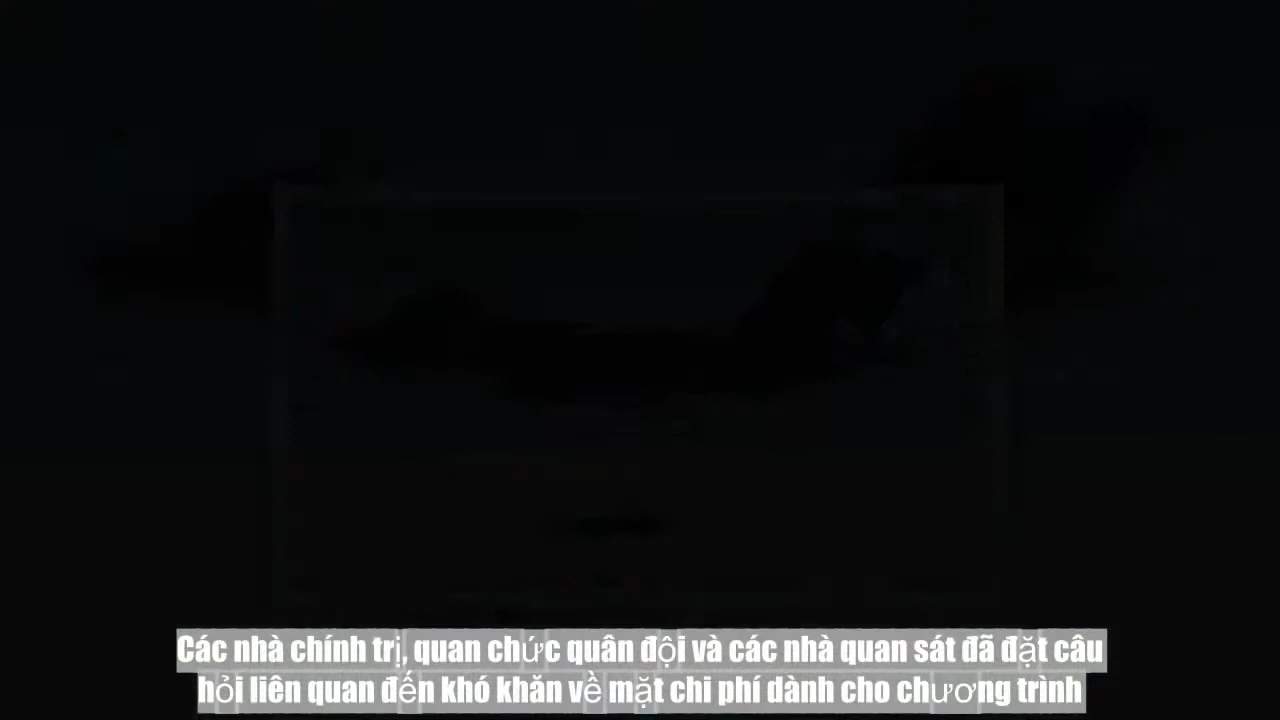 Các nhà chính trị, quan chức quân đội và các nhà quan sát đã đặt câu
hỏi liên quan đến khó khăn về mặt chi phí dành cho chương trình